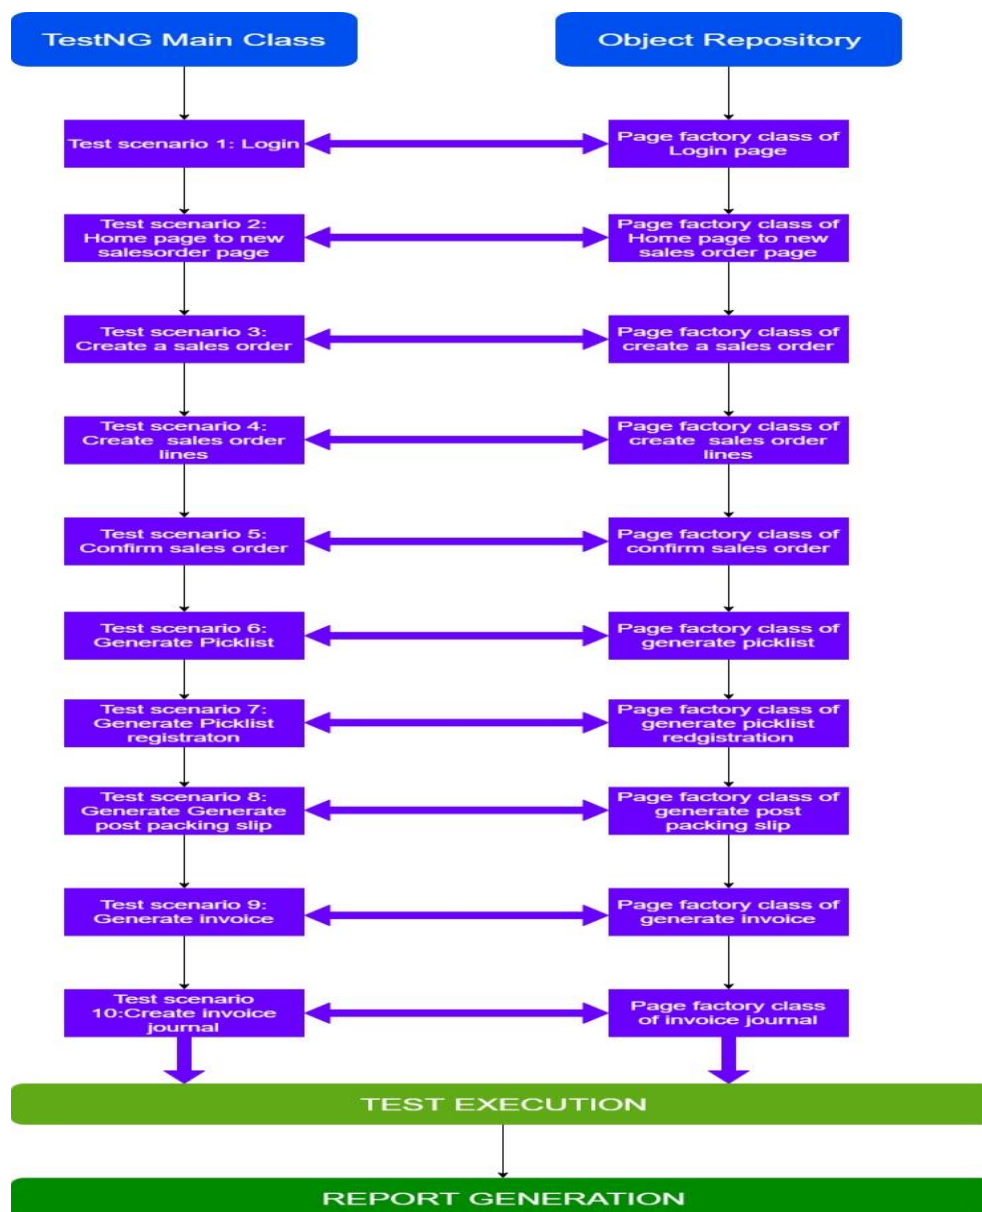 TestNG Main Class
Object Repository
Test scenario 1: Login
Page factory class of
Login page
Test scenario 2:
Home page to new
salesorder page
Page factory class of
Home page to new
sales order page
Test scenario 3:
Create a sales order
Page factory class of
create a sales order
Test scenario 4:
Create sales order
lines
Page factory class of
create sales order
lines
Test scenario 5:
Confirm sales order
Page factory class of
confirm sales order
Test scenario 6:
Generate Picklist
Page factory class of
generate picklist
Test scenario 7:
Generate Picklist
registraton
Page factory class of
generate picklist
redgistration
Test scenario 8:
Generate Generate
post packing slip
Page factory class of
generate post
packing slip
Test scenario 9:
Generate invoice
Page factory class of
generate invoice
Test scenario
10:Create invoice
journal
Page factory class
of invoice journal
TEST EXECUTION
REPORT GENERATION